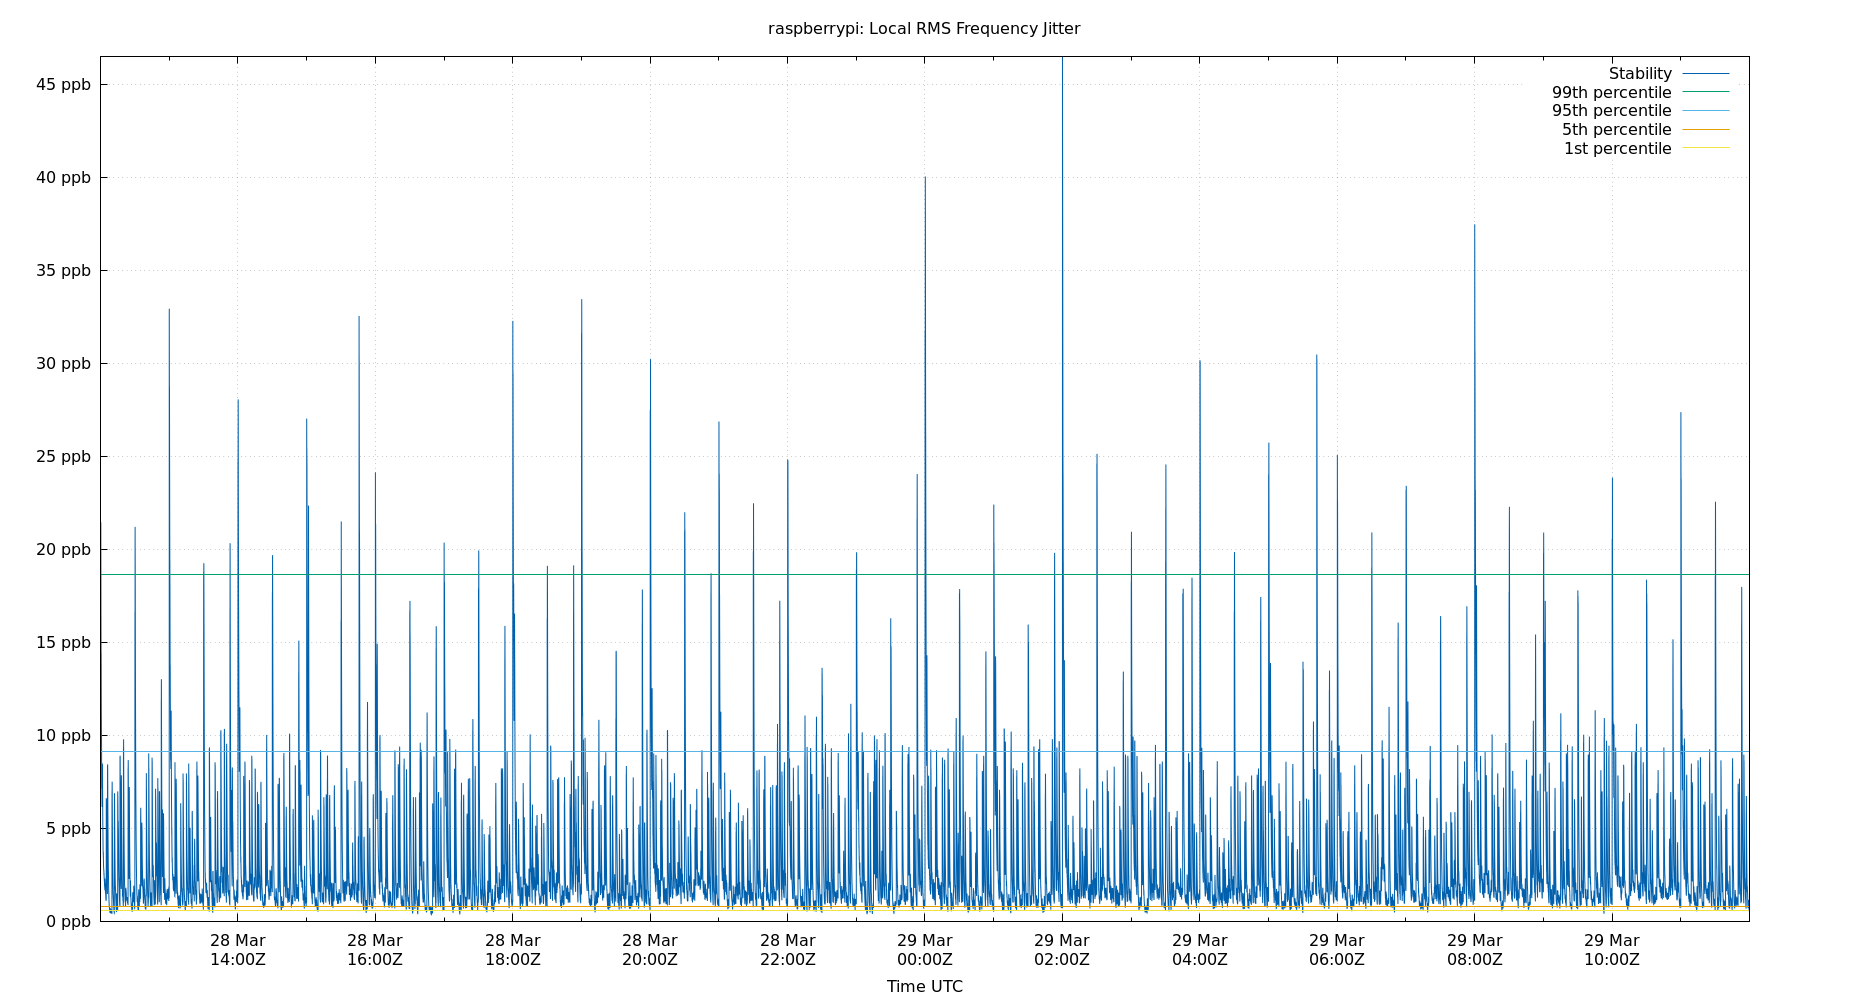 raspberrypi: Local RMS Frequency Jitter
Stability
99th percentile
95th percentile
5th percentile
1st percentile
45 ppb
40 ppb
35 ppb
30 ppb
25 ppb
20 ppb
15 ppb
10 ppb
5 ppb
0 ppb
28 Mar 28 Mar 28 Mar 28 Mar 28 Mar 29 Mar 29 Mar 29 Mar 29 Mar 29 Mar 29 Mar
14:00Z 16:00Z 18:00Z 20:00Z 22:00Z 00:00Z 02:00Z 04:00Z 06:00Z 08:00Z 10:00Z
Time UTC